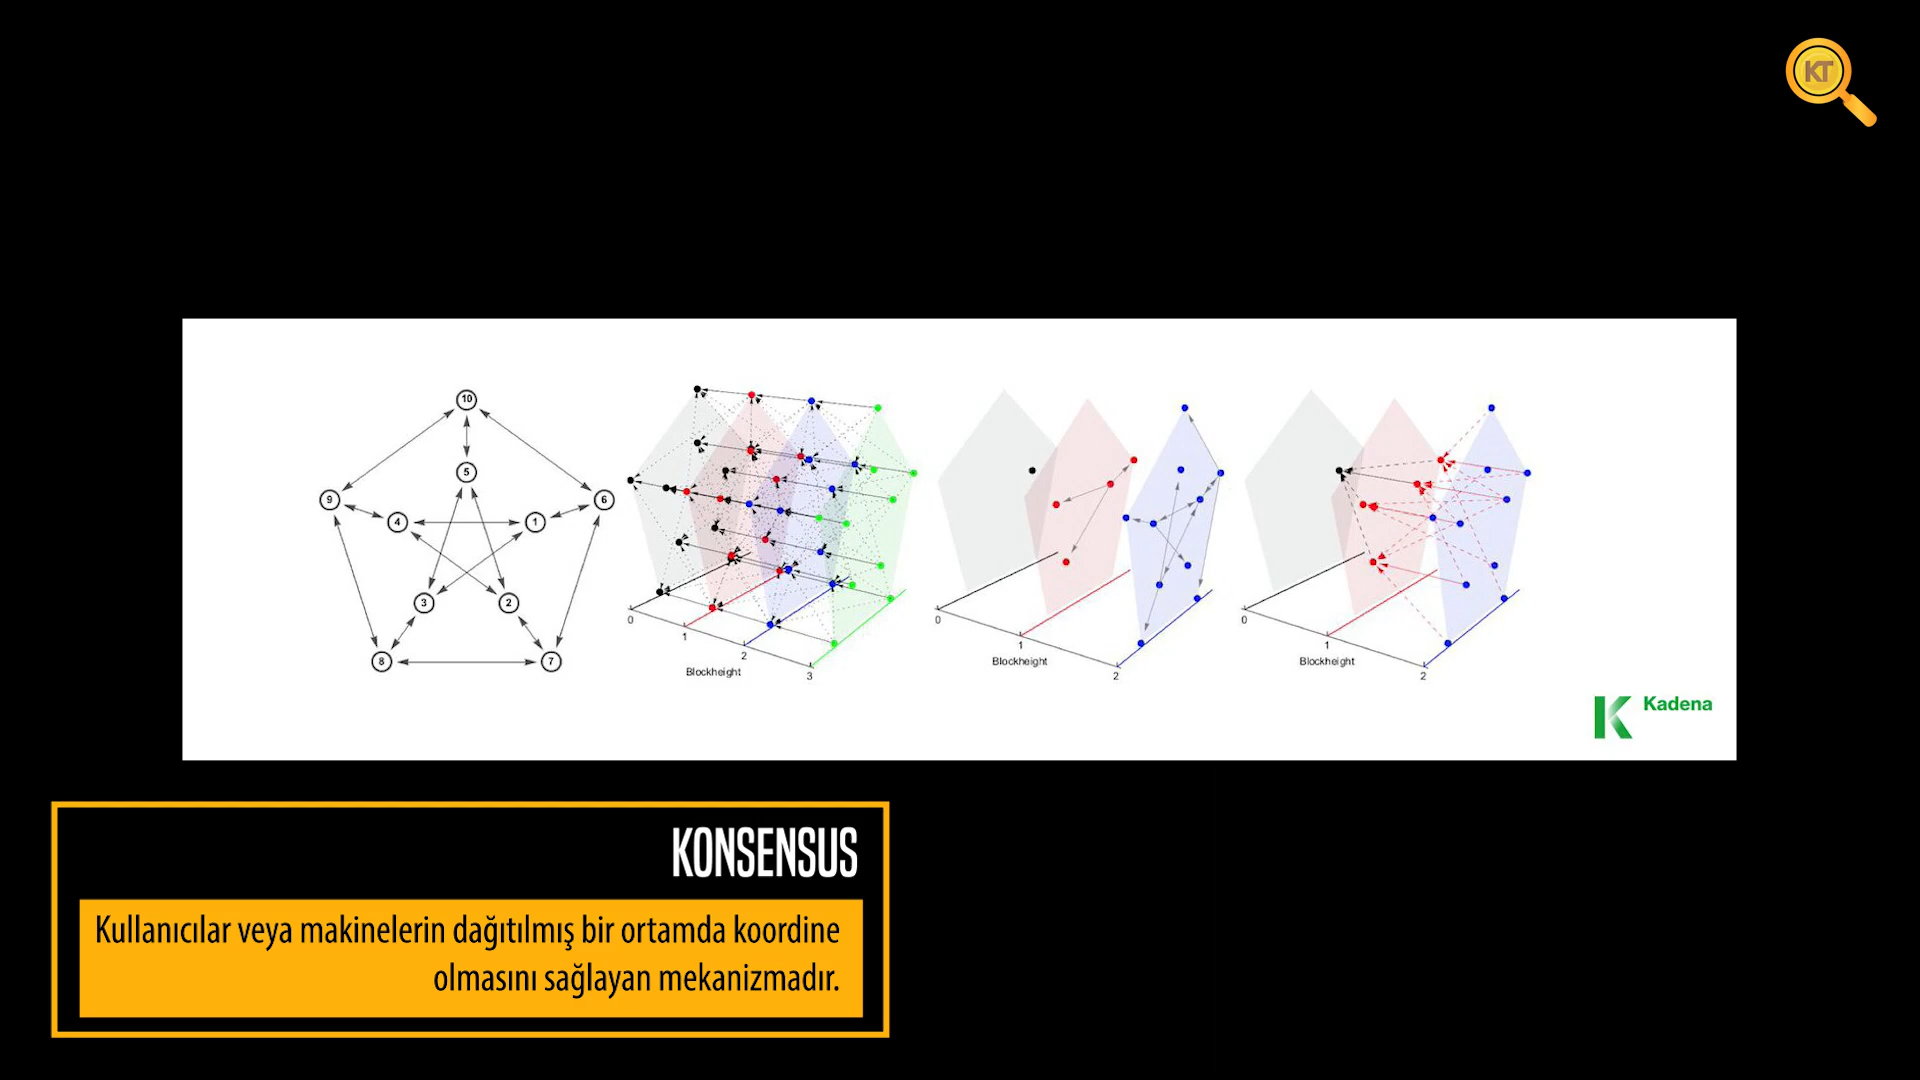 KT
10
5
9
6
4
1
3
2
8
7
0
1
2
3
Blockheight
0
1
2
Blockheight
0
1
2
Blockheight
Kadena
KONSENSUS
Kullanıcılar veya makinelerin dağıtılmış bir ortamda koordine
olmasını sağlayan mekanizmadır.